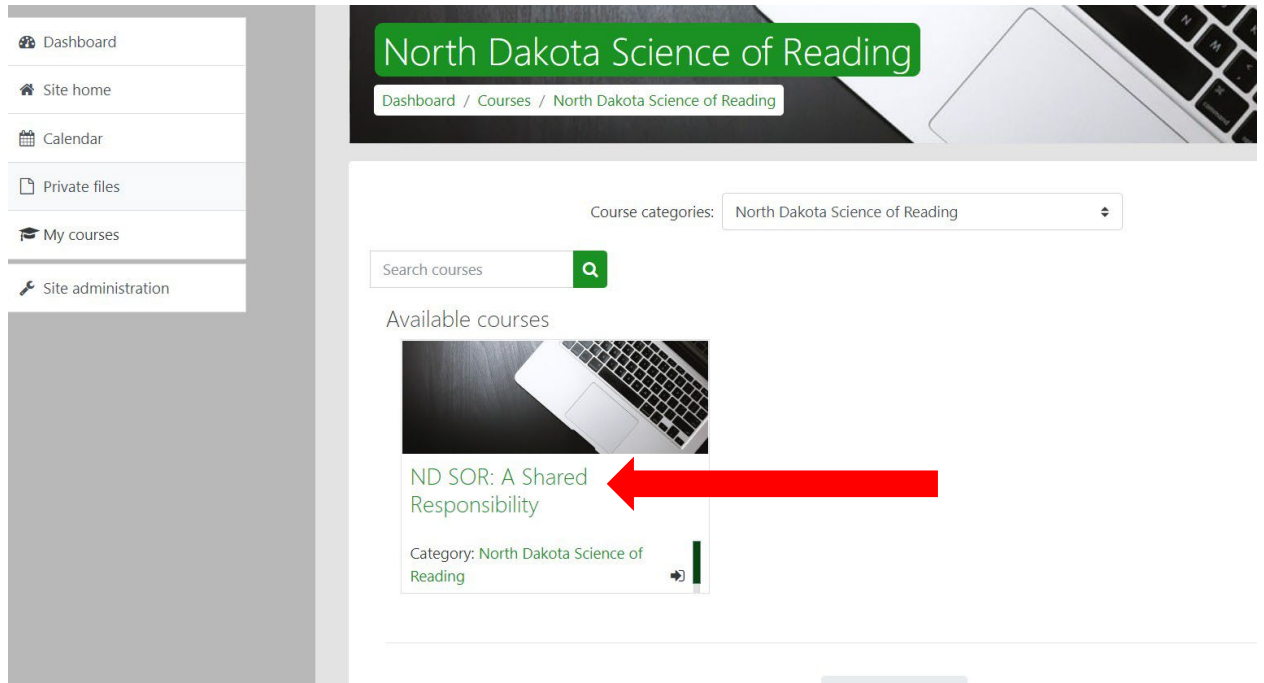 Dashboard
Site home
Calendar
Private files
My courses
Site administration
North Dakota Science of Reading
Dashboard / Courses / North Dakota Science of Reading
Course categories: North Dakota Science of Reading
Search courses
Available courses
ND SOR: A Shared
Responsibility
Category: North Dakota Science of
Reading